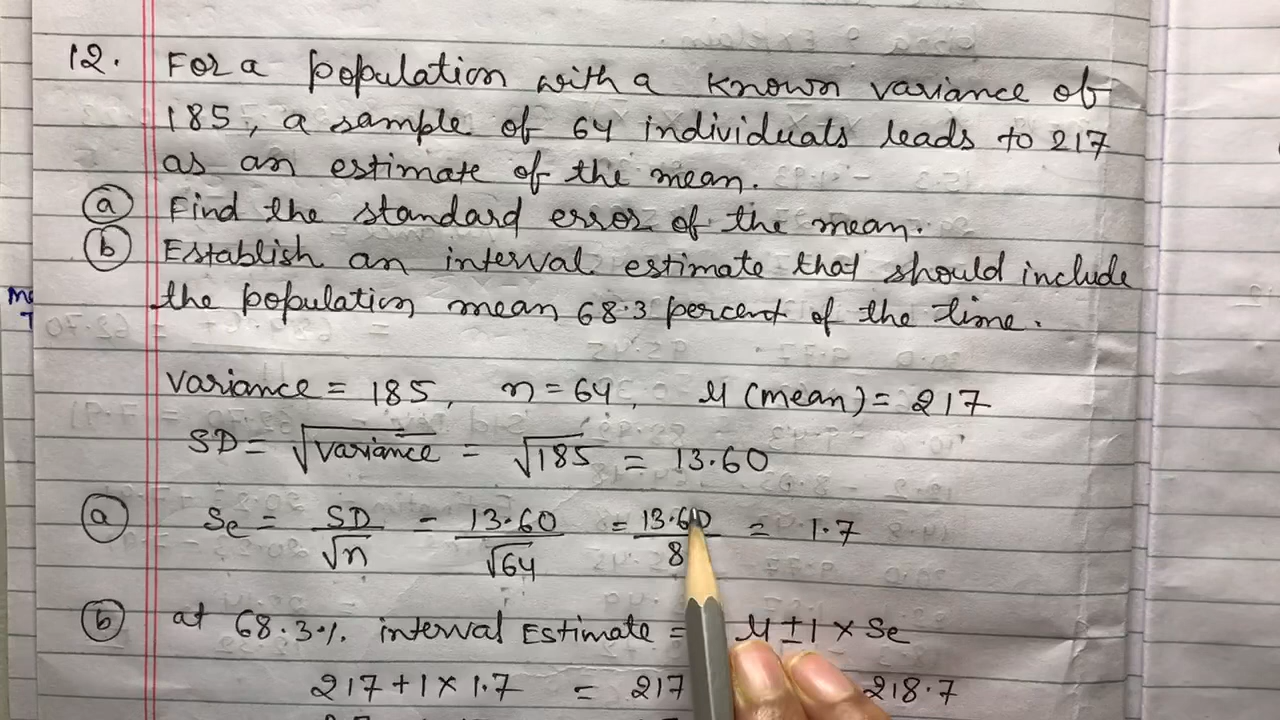 12. For a population with a known variance of
185, a sample of 64 individuals leads to 217
as an estimate of the mean.
(a) Find the standard error of the mean.
(b) Establish an interval estimate that should include
the population mean 68.3 percent of the time.
variance = 185, n = 64, μ (mean) = 217
SD = √variance = √185 = 13.60
(a) Se = SD/√n = 13.60/√64 = 13.60/8 = 1.7
(b) at 68.3%. interval Estimate = μ ± 1 × Se
217 + 1 × 1.7 = 217 218.7